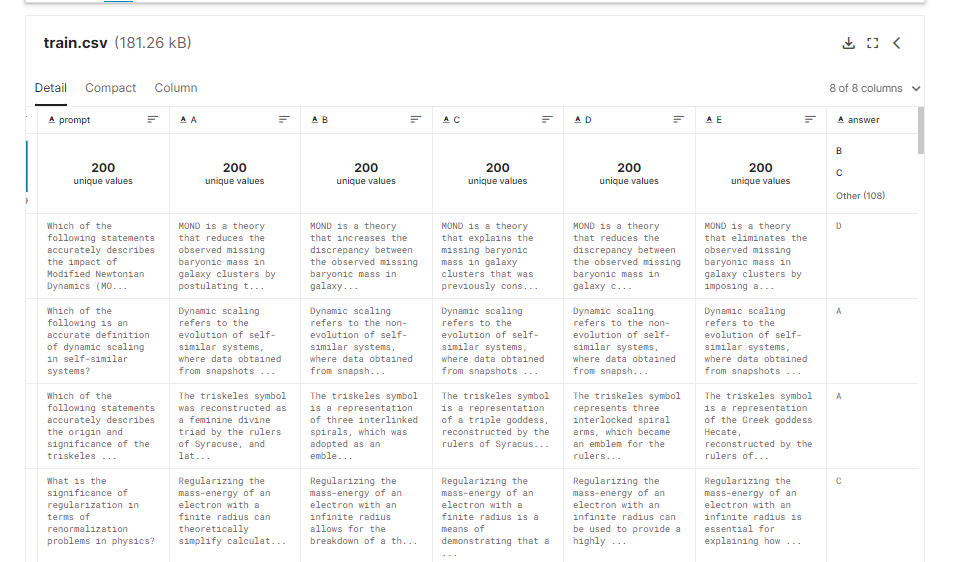 train.csv (181.26 kB)
Detail Compact Column 8 of 8 columns
prompt A B C D E answer
200 200 200 200 200 200 B
unique values unique values unique values unique values unique values unique values C
Other (108)
Which of the
following statements
accurately describes
the impact of
Modified Newtonian
Dynamics (MO...
MOND is a theory
that reduces the
observed missing
baryonic mass in
galaxy clusters by
postulating t...
MOND is a theory
that increases the
discrepancy between
the observed missing
baryonic mass in
galaxy...
MOND is a theory
that explains the
missing baryonic
mass in galaxy
clusters that was
previously cons...
MOND is a theory
that reduces the
discrepancy between
the observed missing
baryonic mass in
galaxy c...
MOND is a theory
that eliminates the
observed missing
baryonic mass in
galaxy clusters by
imposing a...
D
Which of the
following is an
accurate definition
of dynamic scaling
in self-similar
systems?
Dynamic scaling
refers to the
evolution of self-
similar systems,
where data obtained
from snapshots ...
Dynamic scaling
refers to the non-
evolution of self-
similar systems,
where data obtained
from snapsh...
Dynamic scaling
refers to the
evolution of self-
similar systems,
where data obtained
from snapshots ...
Dynamic scaling
refers to the non-
evolution of self-
similar systems,
where data obtained
from snapsh...
Dynamic scaling
refers to the
evolution of self-
similar systems,
where data obtained
from snapshots ...
A
Which of the
following statements
accurately describes
the origin and
significance of the
triskeles ...
The triskeles symbol
was reconstructed as
a feminine divine
triad by the rulers
of Syracuse, and
lat...
The triskeles symbol
is a representation
of three interlinked
spirals, which was
adopted as an
emble...
The triskeles symbol
is a representation
of a triple goddess,
reconstructed by the
rulers of Syracus...
The triskeles symbol
represents three
interlocked spiral
arms, which became
an emblem for the
rulers...
The triskeles symbol
is a representation
of the Greek goddess
Hecate,
reconstructed by the
rulers of...
A
What is the
significance of
regularization in
terms of
renormalization
problems in physics?
Regularizing the
mass-energy of an
electron with a
finite radius can
theoretically
simplify calculat...
Regularizing the
mass-energy of an
electron with an
infinite radius
allows for the
breakdown of a th...
Regularizing the
mass-energy of an
electron with a
finite radius is a
means of
demonstrating that a
...
Regularizing the
mass-energy of an
electron with an
infinite radius can
be used to provide a
highly ...
Regularizing the
mass-energy of an
electron with an
infinite radius is
essential for
explaining how ...
C